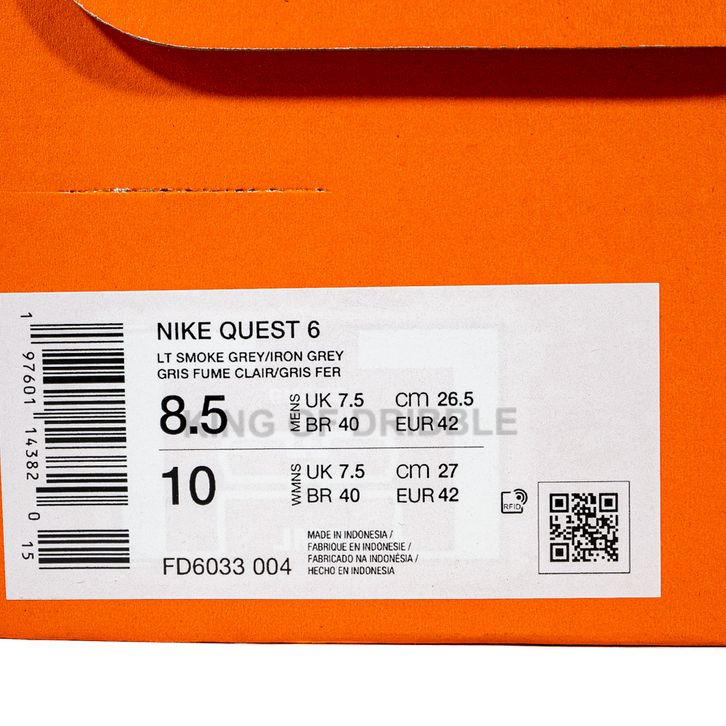 NIKE QUEST 6
LT SMOKE GREY/IRON GREY
GRIS FUME CLAIR/GRIS FER
8.5 MENS UK 7.5 cm 26.5
BR 40 EUR 42
KING OF DRIBBLE
10 WMNS UK 7.5 cm 27
BR 40 EUR 42
RFID
FD6033 004
MADE IN INDONESIA /
FABRIQUE EN INDONESIE /
FABRICADO NA INDONÉSIA /
HECHO EN INDONESIA
1 97601 14382 0 15